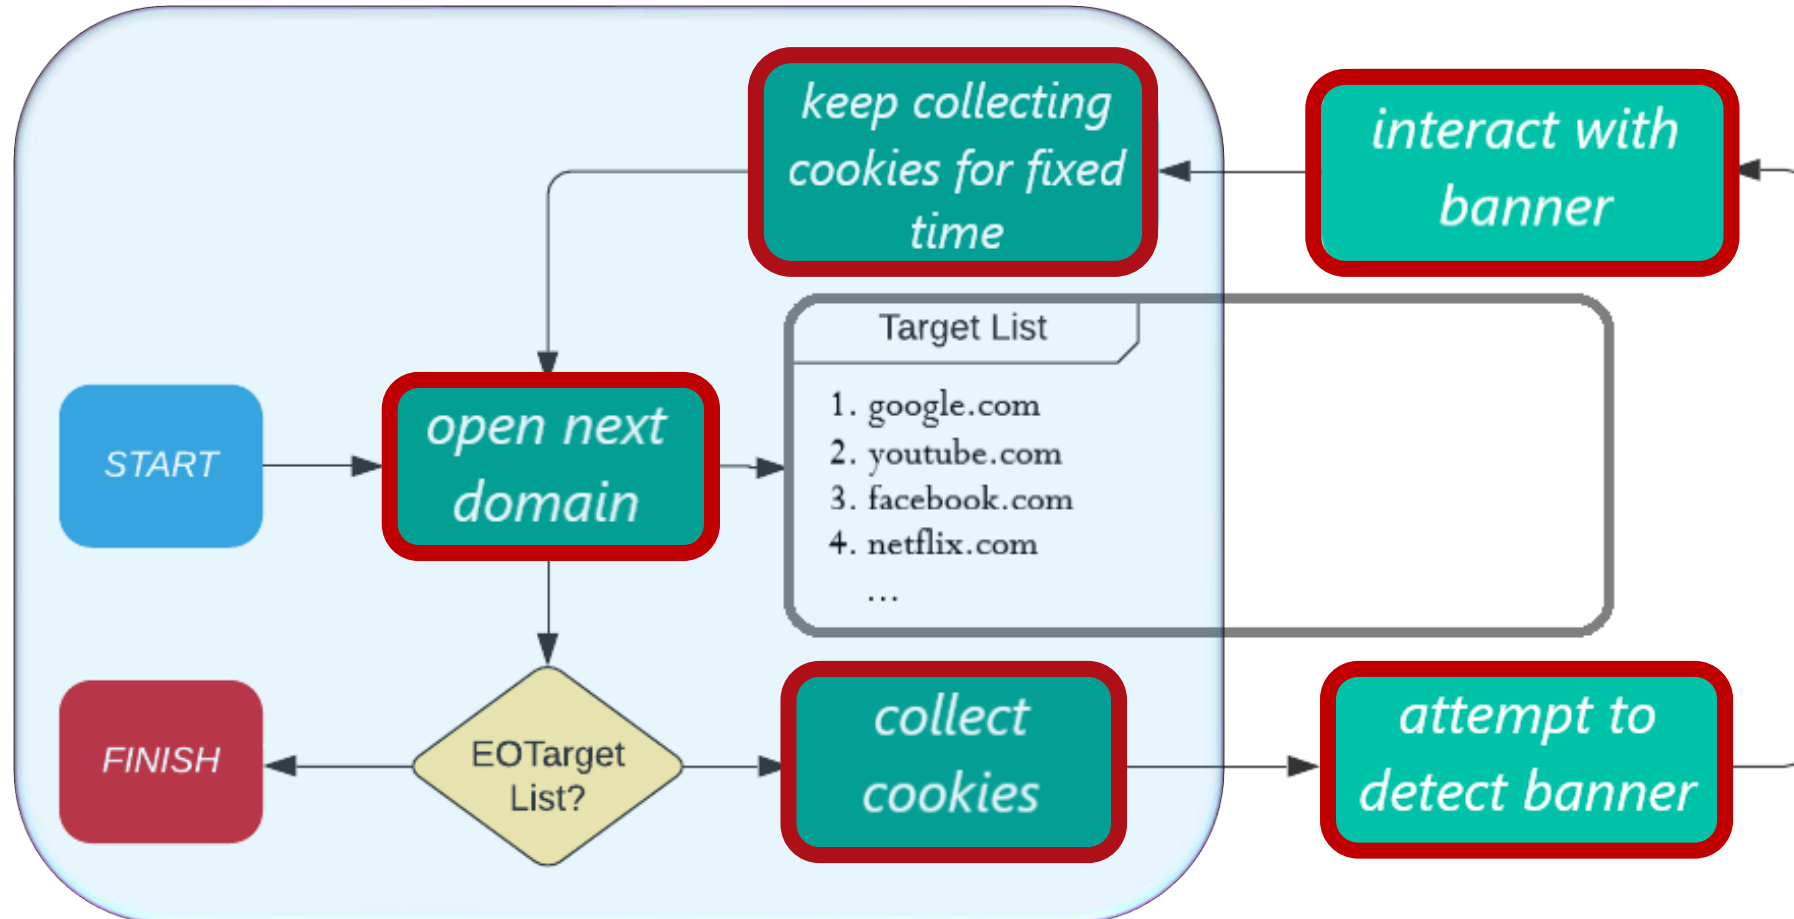 keep collecting
cookies for fixed
time
interact with
banner
Target List
1. google.com
2. youtube.com
3. facebook.com
4. netflix.com
...
START
open next
domain
FINISH
EOTarget
List?
collect
cookies
attempt to
detect banner